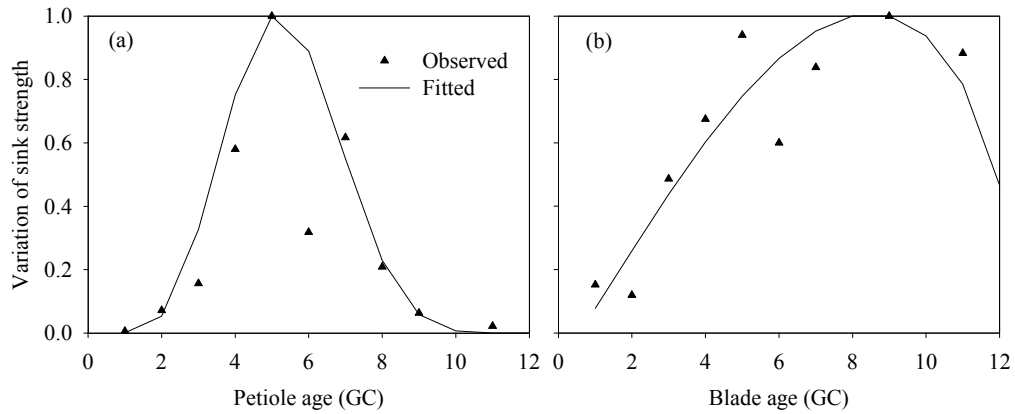 (a)
Observed
Fitted
(b)
Variation of sink strength
1.0
0.8
0.6
0.4
0.2
0.0
0 2 4 6 8 10 12
0 2 4 6 8 10 12
Petiole age (GC)
Blade age (GC)